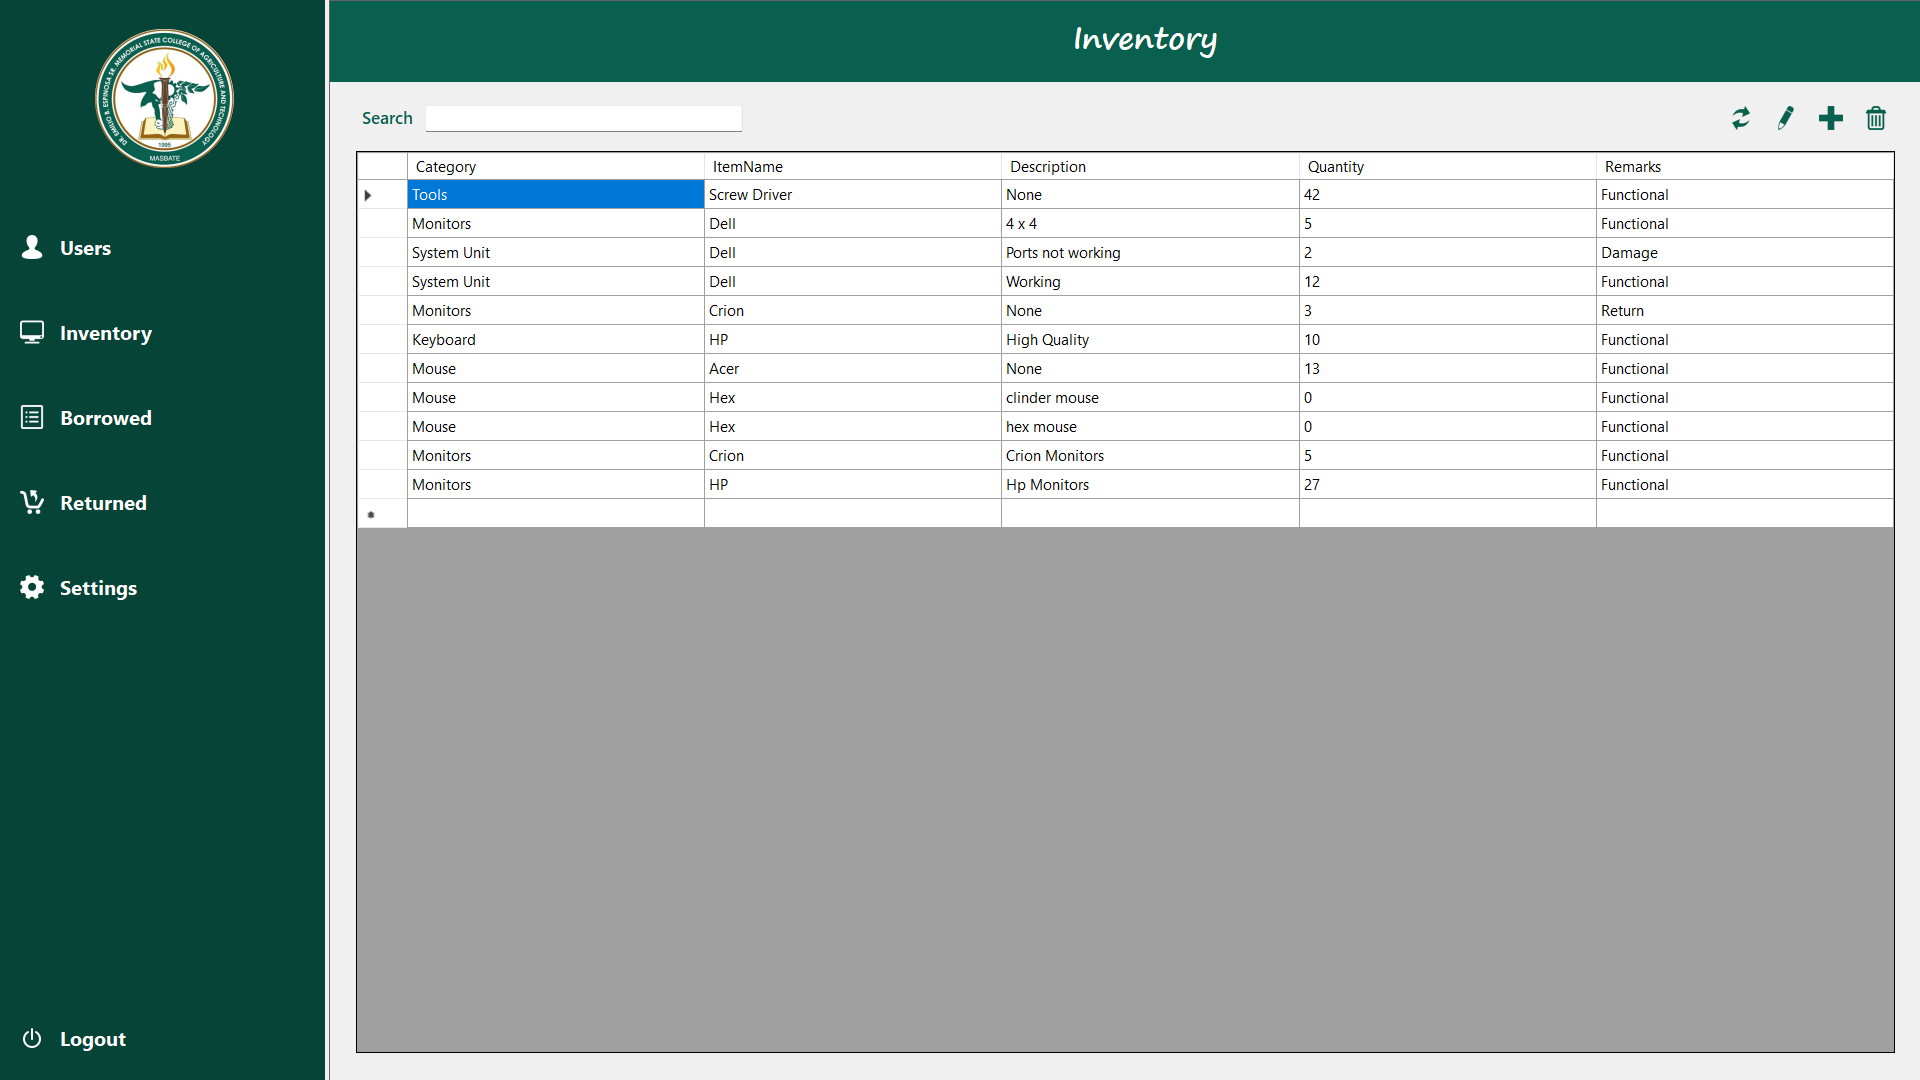 DR. EMILIO B. ESPINOSA SR. MEMORIAL STATE COLLEGE OF AGRICULTURE AND TECHNOLOGY
1995
MASBATE
Users
Inventory
Borrowed
Returned
Settings
Logout
Inventory
Search
Category ItemName Description Quantity Remarks
Tools Screw Driver None 42 Functional
Monitors Dell 4 x 4 5 Functional
System Unit Dell Ports not working 2 Damage
System Unit Dell Working 12 Functional
Monitors Crion None 3 Return
Keyboard HP High Quality 10 Functional
Mouse Acer None 13 Functional
Mouse Hex clinder mouse 0 Functional
Mouse Hex hex mouse 0 Functional
Monitors Crion Crion Monitors 5 Functional
Monitors HP Hp Monitors 27 Functional